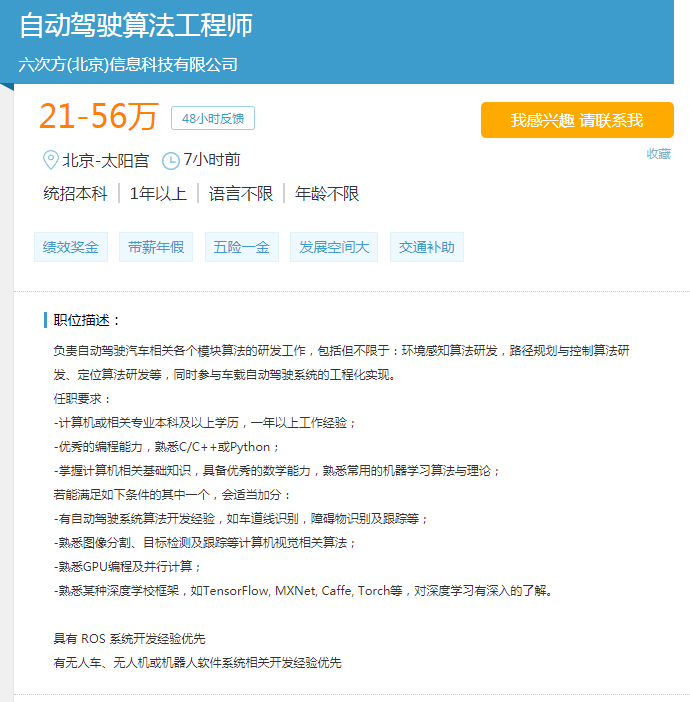 自动驾驶算法工程师
六次方(北京)信息科技有限公司
21-56万 48小时反馈 我感兴趣 请联系我
北京-太阳宫 7小时前 收藏
统招本科 | 1年以上 | 语言不限 | 年龄不限
绩效奖金 带薪年假 五险一金 发展空间大 交通补助
职位描述：
负责自动驾驶汽车相关各个模块算法的研发工作，包括但不限于：环境感知算法研发，路径规划与控制算法研
发、定位算法研发等，同时参与车载自动驾驶系统的工程化实现。
任职要求：
-计算机或相关专业本科及以上学历，一年以上工作经验；
-优秀的编程能力，熟悉C/C++或Python；
-掌握计算机相关基础知识，具备优秀的数学能力，熟悉常用的机器学习算法与理论；
若能满足如下条件的其中一个，会适当加分：
-有自动驾驶系统算法开发经验，如车道线识别，障碍物识别及跟踪等；
-熟悉图像分割、目标检测及跟踪等计算机视觉相关算法；
-熟悉GPU编程及并行计算；
-熟悉某种深度学校框架，如TensorFlow, MXNet, Caffe, Torch等，对深度学习有深入的了解。
具有 ROS 系统开发经验优先
有无人车、无人机或机器人软件系统相关开发经验优先